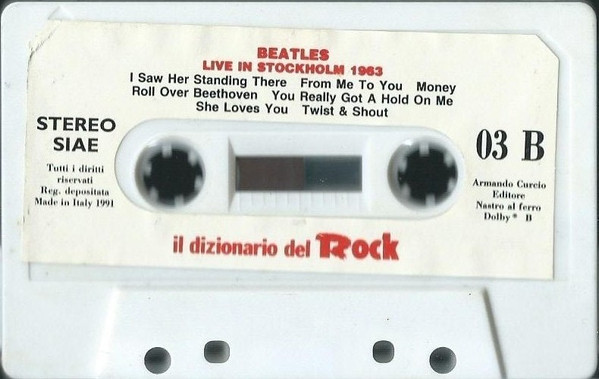 BEATLES
LIVE IN STOCKHOLM 1963
I Saw Her Standing There From Me To You Money
Roll Over Beethoven You Really Got A Hold On Me
She Loves You Twist & Shout
STEREO
SIAE
Tutti i diritti
riservati
Reg. depositata
Made in Italy 1991
03 B
Armando Curcio
Editore
Nastro al ferro
Dolby* B
il dizionario del Rock